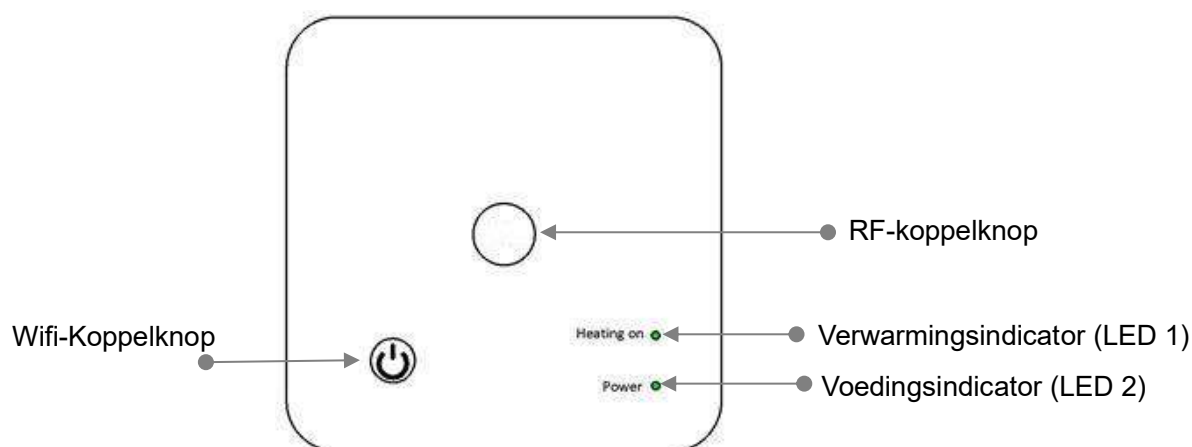 RF-koppelknop
Wifi-Koppelknop
Heating on
Verwarmingsindicator (LED 1)
Power
Voedingsindicator (LED 2)